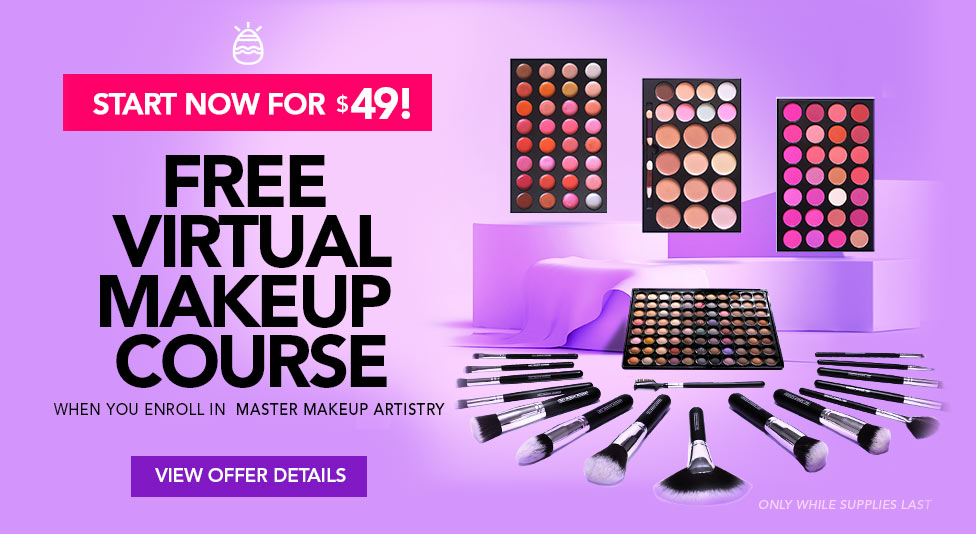 START NOW FOR $49!
FREE
VIRTUAL
MAKEUP
COURSE
WHEN YOU ENROLL IN MASTER MAKEUP ARTISTRY
VIEW OFFER DETAILS
ONLY WHILE SUPPLIES LAST